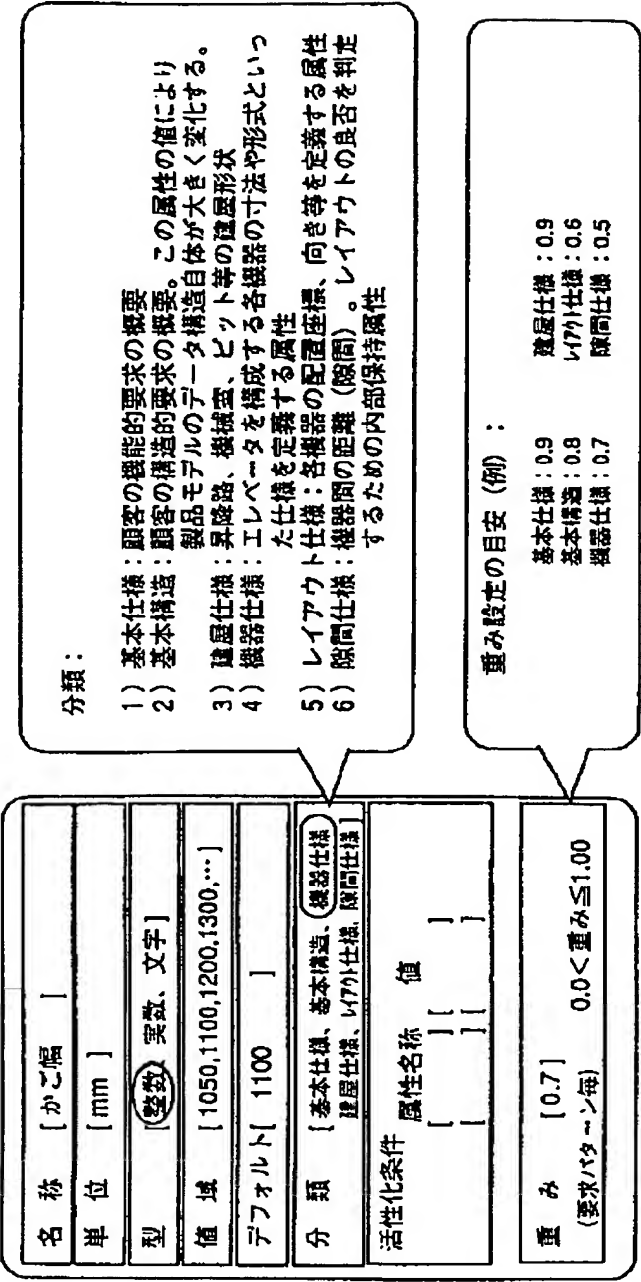 名 称 [かご幅 ]
単 位 [mm ]
型 [整数、実数、文字]
値 域 [1050,1100,1200,1300,…]
デフォルト[ 1100 ]
分 類 [基本仕様、基本構造、機器仕様
建屋仕様、レイアウト仕様、隙間仕様]
活性化条件
属性名称 値
[ ] [ ]
[ ] [ ]
重 み [0.7] 0.0<重み≦1.00
(要求パターン毎)
分類:
1) 基本仕様:顧客の機能的要求の概要
2) 基本構造:顧客の構造的要求の概要。この属性の値により
製品モデルのデータ構造自体が大きく変化する。
3) 建屋仕様:昇降路、機械室、ピット等の建屋形状
4) 機器仕様:エレベータを構成する各機器の寸法や形式といっ
た仕様を定義する属性
5) レイアウト仕様:各機器の配置座標、向き等を定義する属性
6) 隙間仕様:機器間の距離(隙間)。レイアウトの良否を判定
するための内部保持属性
重み設定の目安(例):
基本仕様:0.9 建屋仕様:0.9
基本構造:0.8 レイアウト仕様:0.6
機器仕様:0.7 隙間仕様:0.5